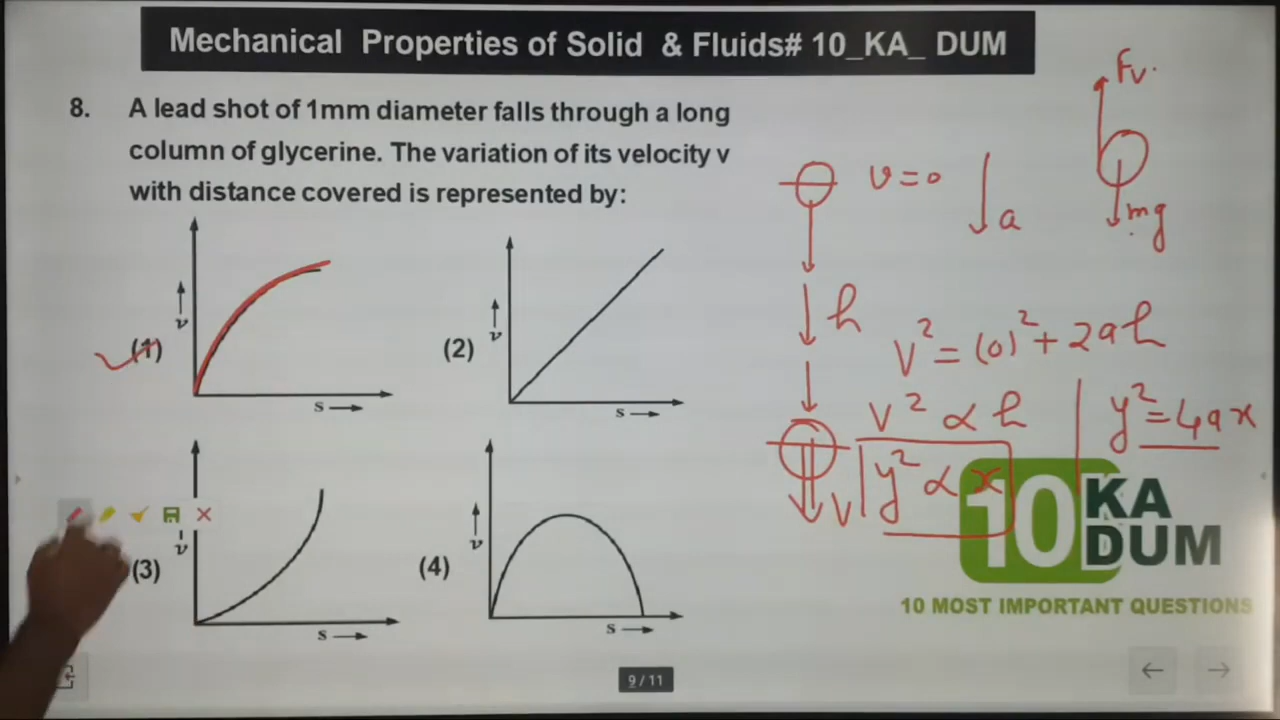 Mechanical Properties of Solid & Fluids# 10_KA_ DUM
8. A lead shot of 1mm diameter falls through a long
column of glycerine. The variation of its velocity v
with distance covered is represented by:
(1)
v
s
(2)
v
s
(3)
v
s
(4)
v
s
Fv.
mg
v=0
a
h
V²=(0)²+2ah
V² ∝ h
y²=4ax
y² ∝ x
V
10 KA
DUM
10 MOST IMPORTANT QUESTIONS
9 / 11